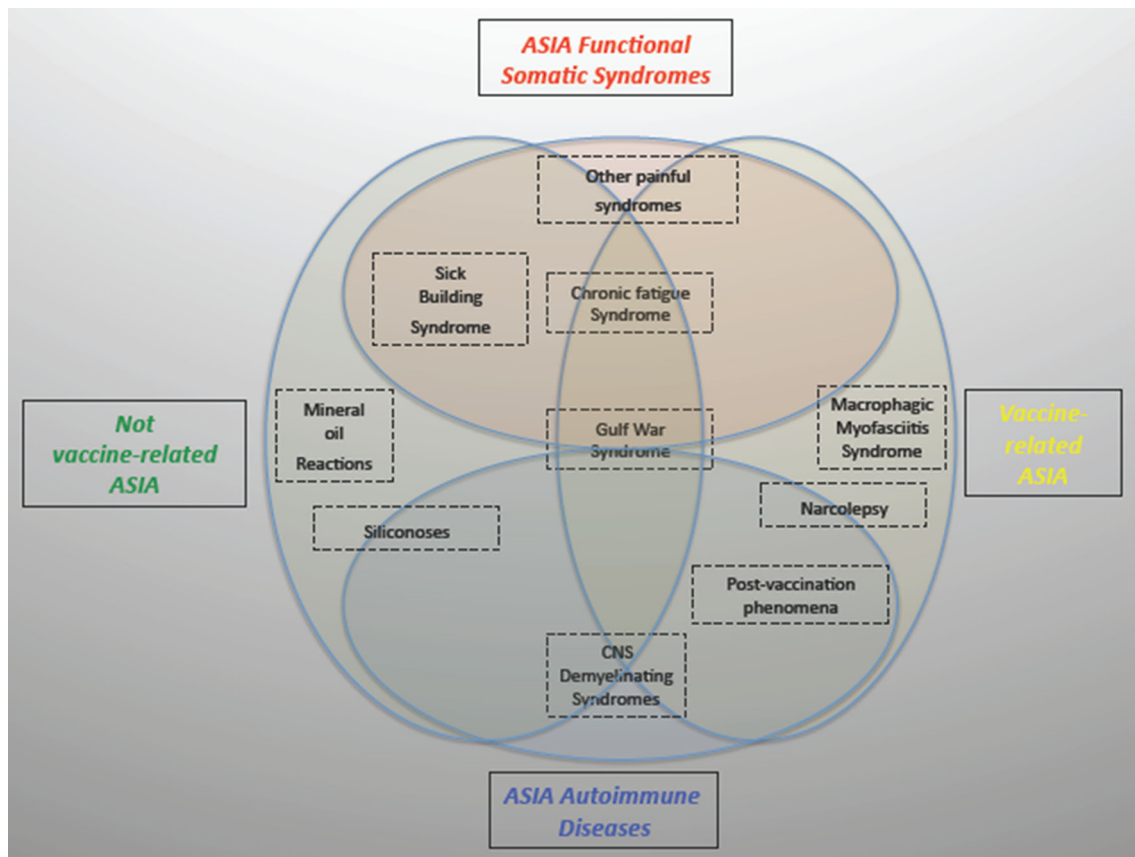 ASIA Functional
Somatic Syndromes
Other painful
syndromes
Sick
Building
Syndrome
Chronic fatigue
Syndrome
Not
vaccine-related
ASIA
Mineral
oil
Reactions
Gulf War
Syndrome
Macrophagic
Myofasciitis
Syndrome
Vaccine-
related
ASIA
Siliconoses
Narcolepsy
Post-vaccination
phenomena
CNS
Demyelinating
Syndromes
ASIA Autoimmune
Diseases